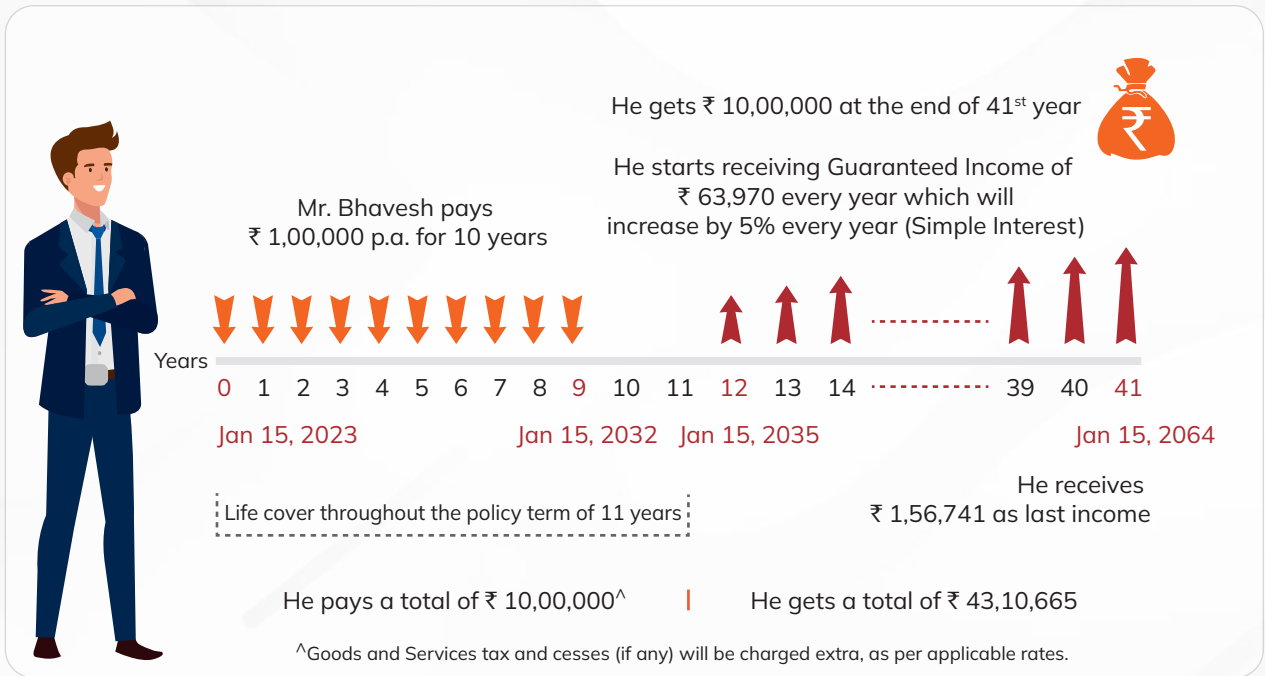 He gets ₹ 10,00,000 at the end of 41st year
₹
He starts receiving Guaranteed Income of
₹ 63,970 every year which will
increase by 5% every year (Simple Interest)
Mr. Bhavesh pays
₹ 1,00,000 p.a. for 10 years
Years
0 1 2 3 4 5 6 7 8 9 10 11 12 13 14 39 40 41
Jan 15, 2023 Jan 15, 2032 Jan 15, 2035 Jan 15, 2064
Life cover throughout the policy term of 11 years
He receives
₹ 1,56,741 as last income
He pays a total of ₹ 10,00,000^ | He gets a total of ₹ 43,10,665
^Goods and Services tax and cesses (if any) will be charged extra, as per applicable rates.